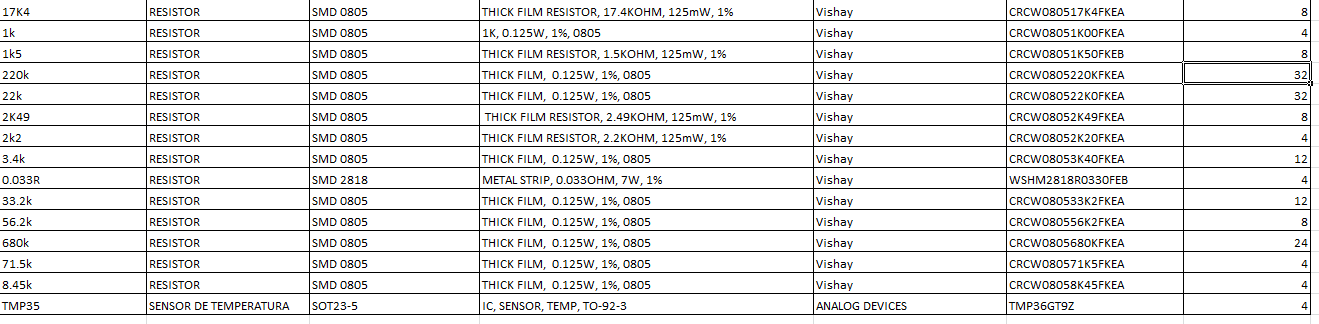 17K4 RESISTOR SMD 0805 THICK FILM RESISTOR, 17.4KOHM, 125mW, 1% Vishay CRCW080517K4FKEA 8
1k RESISTOR SMD 0805 1K, 0.125W, 1%, 0805 Vishay CRCW08051K00FKEA 4
1k5 RESISTOR SMD 0805 THICK FILM RESISTOR, 1.5KOHM, 125mW, 1% Vishay CRCW08051K50FKEB 8
220k RESISTOR SMD 0805 THICK FILM, 0.125W, 1%, 0805 Vishay CRCW0805220KFKEA 32
22k RESISTOR SMD 0805 THICK FILM, 0.125W, 1%, 0805 Vishay CRCW080522K0FKEA 32
2K49 RESISTOR SMD 0805 THICK FILM RESISTOR, 2.49KOHM, 125mW, 1% Vishay CRCW08052K49FKEA 8
2k2 RESISTOR SMD 0805 THICK FILM RESISTOR, 2.2KOHM, 125mW, 1% Vishay CRCW08052K20FKEA 4
3.4k RESISTOR SMD 0805 THICK FILM, 0.125W, 1%, 0805 Vishay CRCW08053K40FKEA 12
0.033R RESISTOR SMD 2818 METAL STRIP, 0.033OHM, 7W, 1% Vishay WSHM2818R0330FEB 4
33.2k RESISTOR SMD 0805 THICK FILM, 0.125W, 1%, 0805 Vishay CRCW080533K2FKEA 12
56.2k RESISTOR SMD 0805 THICK FILM, 0.125W, 1%, 0805 Vishay CRCW080556K2FKEA 8
680k RESISTOR SMD 0805 THICK FILM, 0.125W, 1%, 0805 Vishay CRCW0805680KFKEA 24
71.5k RESISTOR SMD 0805 THICK FILM, 0.125W, 1%, 0805 Vishay CRCW080571K5FKEA 4
8.45k RESISTOR SMD 0805 THICK FILM, 0.125W, 1%, 0805 Vishay CRCW08058K45FKEA 4
TMP35 SENSOR DE TEMPERATURA SOT23-5 IC, SENSOR, TEMP, TO-92-3 ANALOG DEVICES TMP36GT9Z 4